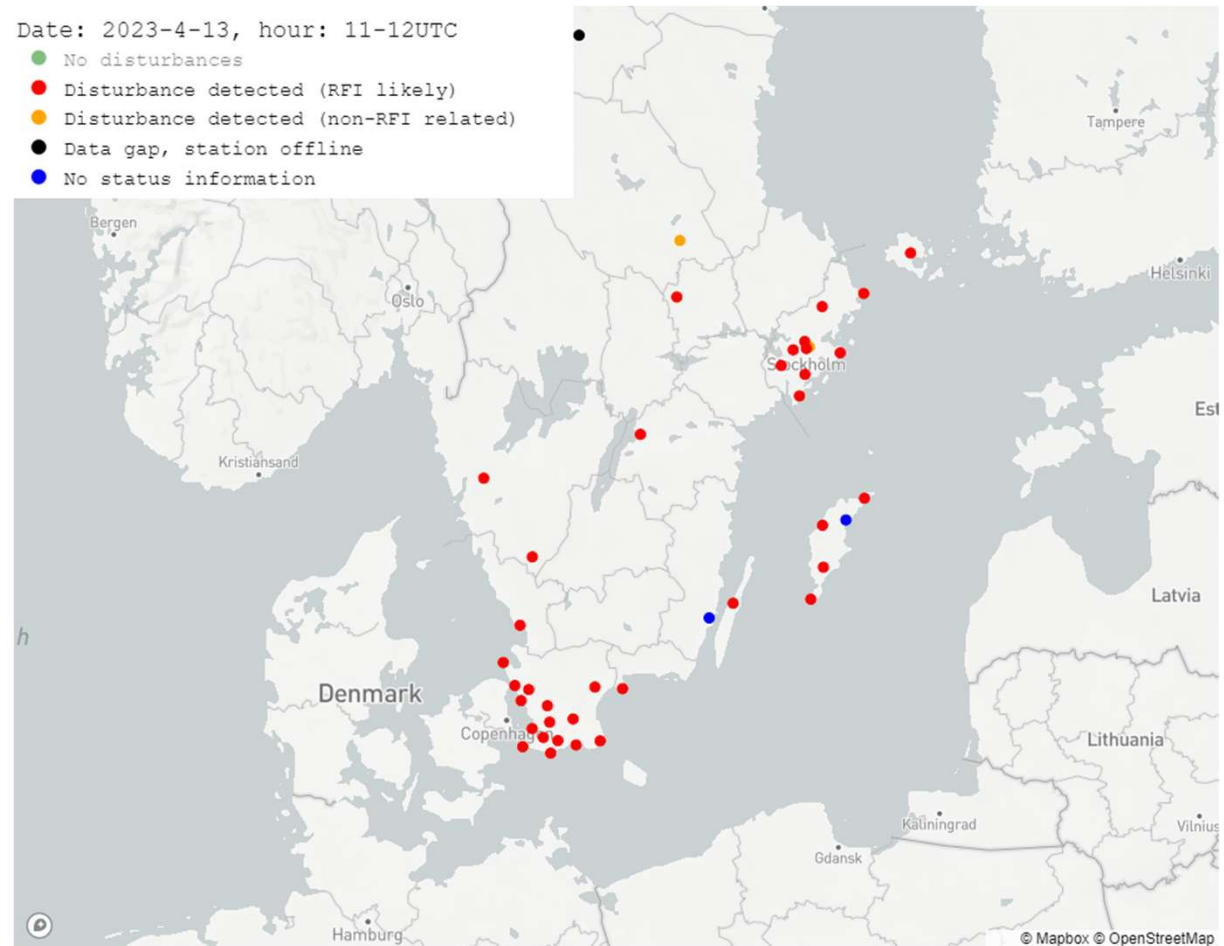 Date: 2023-4-13, hour: 11-12UTC
No disturbances
Disturbance detected (RFI likely)
Disturbance detected (non-RFI related)
Data gap, station offline
No status information
Tampere
Bergen
Helsinki
Oslo
Stockholm
Est
Kristiansand
Latvia
h
Denmark
Copenhagen
Lithuania
Kaliningrad
Vilnius
Gdansk
Hamburg
© Mapbox © OpenStreetMap